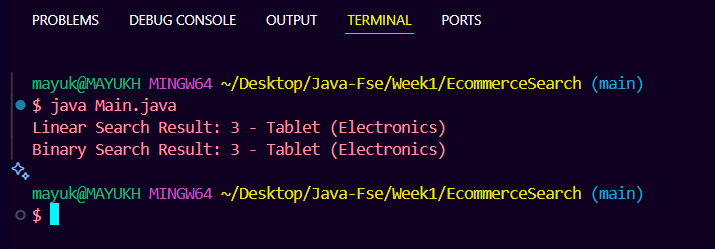 PROBLEMS DEBUG CONSOLE OUTPUT TERMINAL PORTS
mayuk@MAYUKH MINGW64 ~/Desktop/Java-Fse/Week1/EcommerceSearch (main)
$ java Main.java
Linear Search Result: 3 - Tablet (Electronics)
Binary Search Result: 3 - Tablet (Electronics)
mayuk@MAYUKH MINGW64 ~/Desktop/Java-Fse/Week1/EcommerceSearch (main)
$